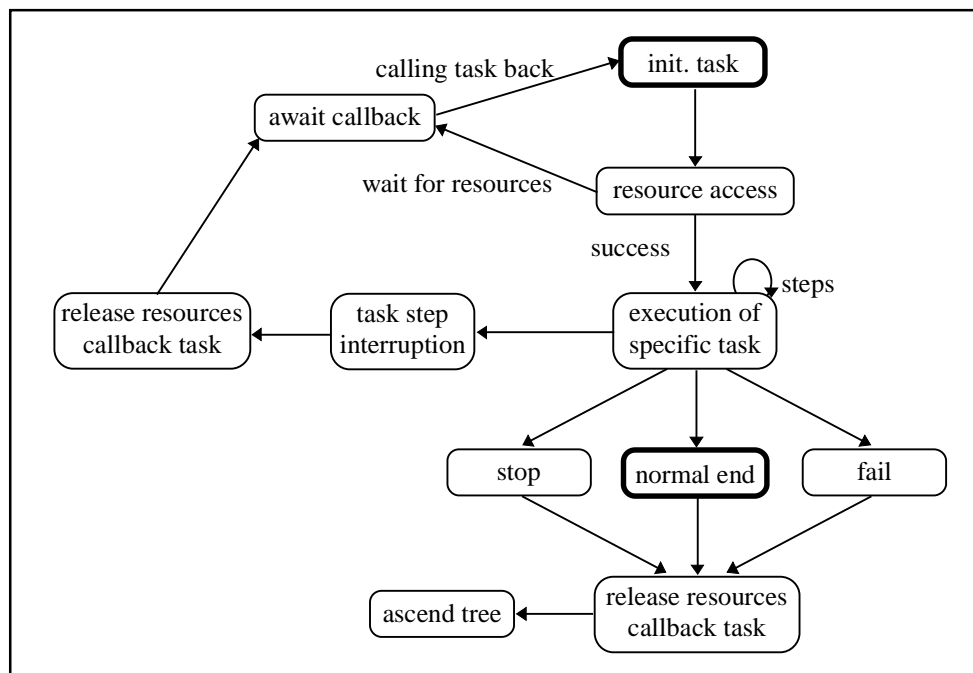 init. task
calling task back
await callback
wait for resources
resource access
success
steps
release resources
callback task
task step
interruption
execution of
specific task
stop
normal end
fail
release resources
callback task
ascend tree